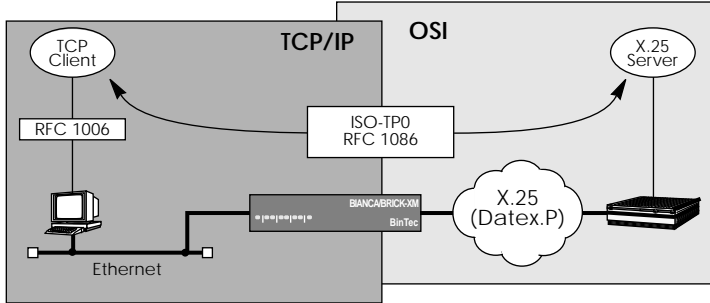 TCP/IP
OSI
TCP
Client
X.25
Server
RFC 1006
ISO-TP0
RFC 1086
BIANCA/BRICK-XM
BinTec
X.25
(Datex.P)
Ethernet